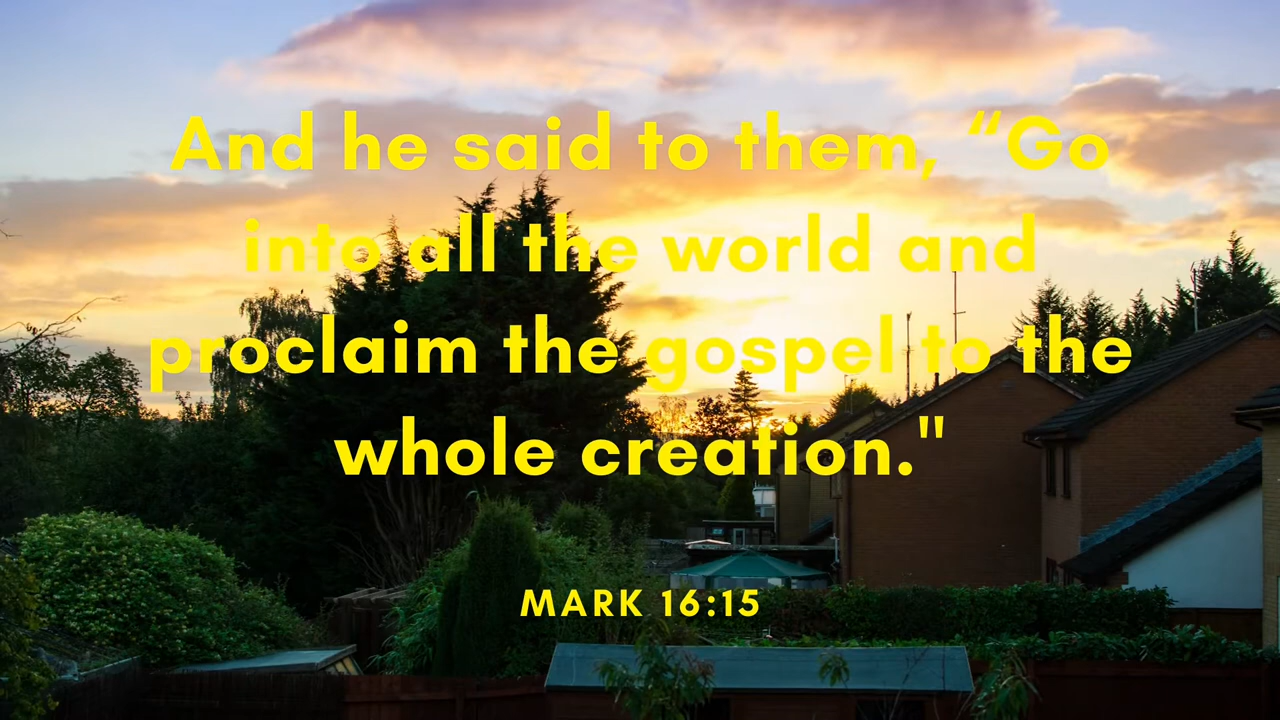 And he said to them, “Go
into all the world and
proclaim the gospel to the
whole creation."
MARK 16:15